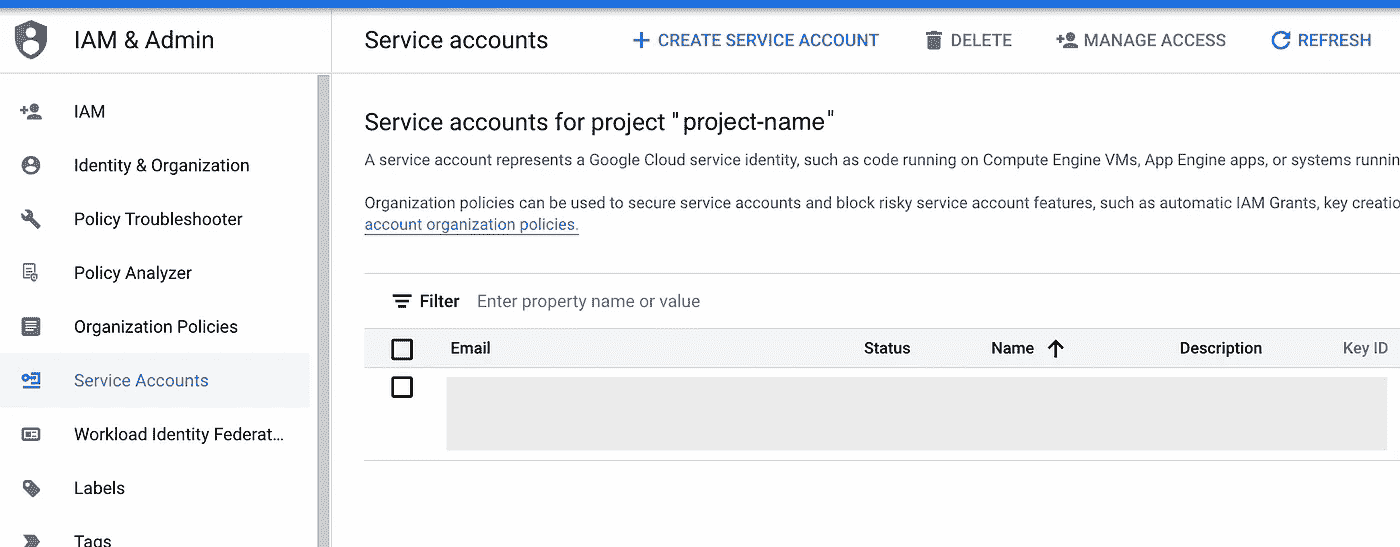 IAM & Admin
Service accounts
CREATE SERVICE ACCOUNT
DELETE
MANAGE ACCESS
REFRESH
IAM
Identity & Organization
Policy Troubleshooter
Policy Analyzer
Organization Policies
Service Accounts
Workload Identity Federat...
Labels
Tags
Service accounts for project "project-name"
A service account represents a Google Cloud service identity, such as code running on Compute Engine VMs, App Engine apps, or systems runnin
Organization policies can be used to secure service accounts and block risky service account features, such as automatic IAM Grants, key creatio
account organization policies.
Filter Enter property name or value
Email Status Name Description Key ID